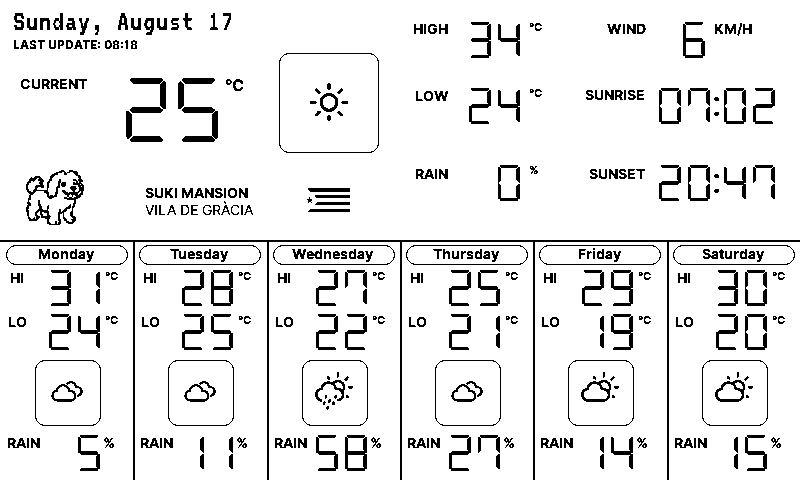 Sunday, August 17
LAST UPDATE: 08:18
CURRENT 25 °C
HIGH 34 °C
WIND 6 KM/H
LOW 24 °C
SUNRISE 07:02
RAIN 0 %
SUNSET 20:47
SUKI MANSION
VILA DE GRÀCIA
Monday
HI 31 °C
LO 24 °C
RAIN 5 %
Tuesday
HI 28 °C
LO 25 °C
RAIN 11 %
Wednesday
HI 27 °C
LO 22 °C
RAIN 58 %
Thursday
HI 25 °C
LO 21 °C
RAIN 27 %
Friday
HI 29 °C
LO 19 °C
RAIN 14 %
Saturday
HI 30 °C
LO 20 °C
RAIN 15 %